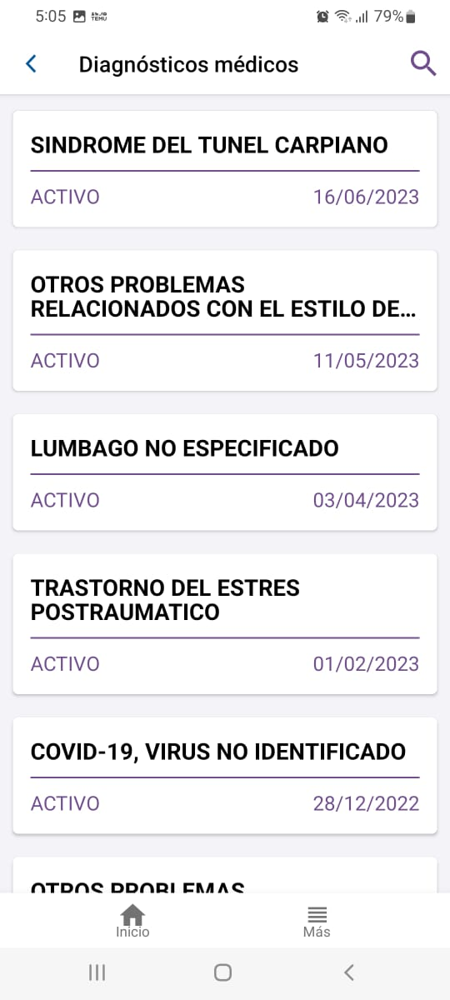 5:05
TEMU
79%
Diagnósticos médicos
SINDROME DEL TUNEL CARPIANO
ACTIVO 16/06/2023
OTROS PROBLEMAS
RELACIONADOS CON EL ESTILO DE...
ACTIVO 11/05/2023
LUMBAGO NO ESPECIFICADO
ACTIVO 03/04/2023
TRASTORNO DEL ESTRES
POSTRAUMATICO
ACTIVO 01/02/2023
COVID-19, VIRUS NO IDENTIFICADO
ACTIVO 28/12/2022
OTROS PROBLEMAS
Inicio
Más